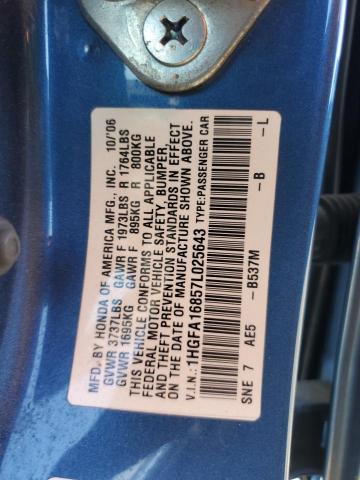 MFD. BY HONDA OF AMERICA MFG., INC. 10/'06
GVWR 3737LBS GAWR F 1973LBS R 1764LBS
GVWR 1695KG GAWR F 895KG R 800KG
THIS VEHICLE CONFORMS TO ALL APPLICABLE
FEDERAL MOTOR VEHICLE SAFETY, BUMPER,
AND THEFT PREVENTION STANDARDS IN EFFECT
ON THE DATE OF MANUFACTURE SHOWN ABOVE.
V.I.N.: 1HGFA16857L025643 TYPE:PASSENGER CAR
SNE 7 AE5 -B537M -B -L